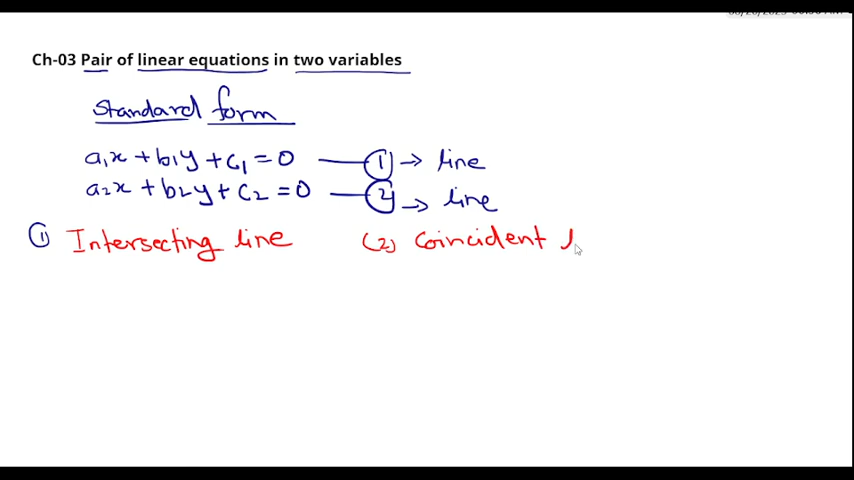 Ch-03 Pair of linear equations in two variables
Standard form
a₁x + b₁y + c₁ = 0 —— ① → line
a₂x + b₂y + c₂ = 0 —— ② → line
① Intersecting line (2) Coincident